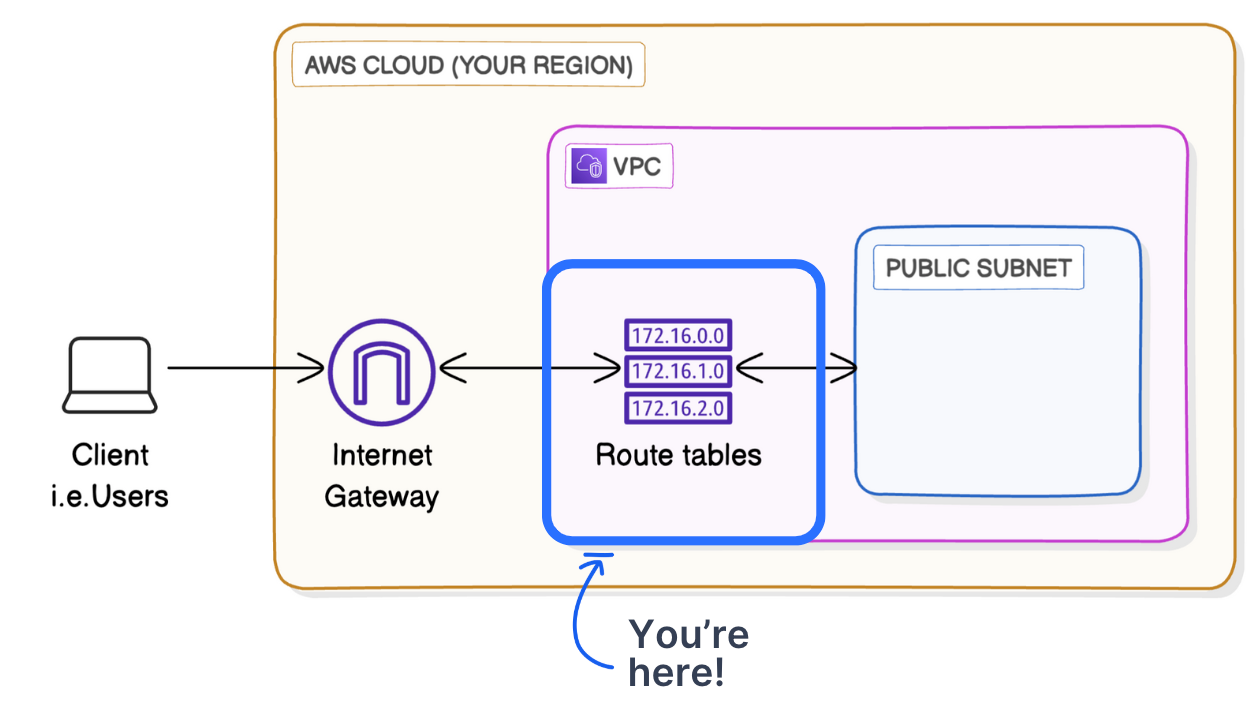 AWS CLOUD (YOUR REGION)
VPC
PUBLIC SUBNET
172.16.0.0
172.16.1.0
172.16.2.0
Client
i.e.Users
Internet
Gateway
Route tables
You’re
here!